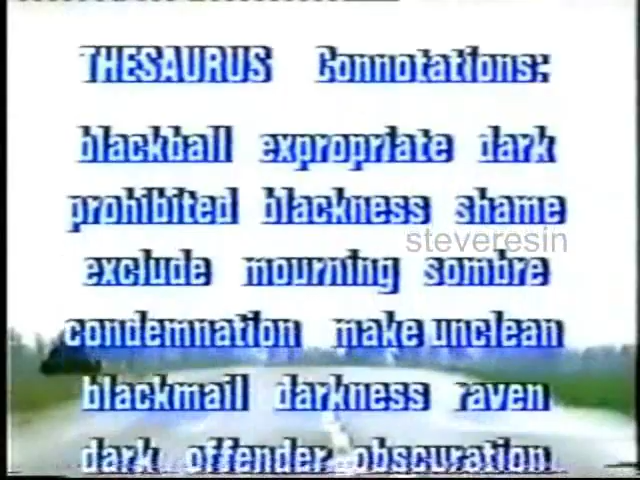 THESAURUS Connotations:
blackball expropriate dark
prohibited blackness shame
steveresin
exclude mourning sombre
condemnation make unclean
blackmail darkness raven
dark offender obscuration